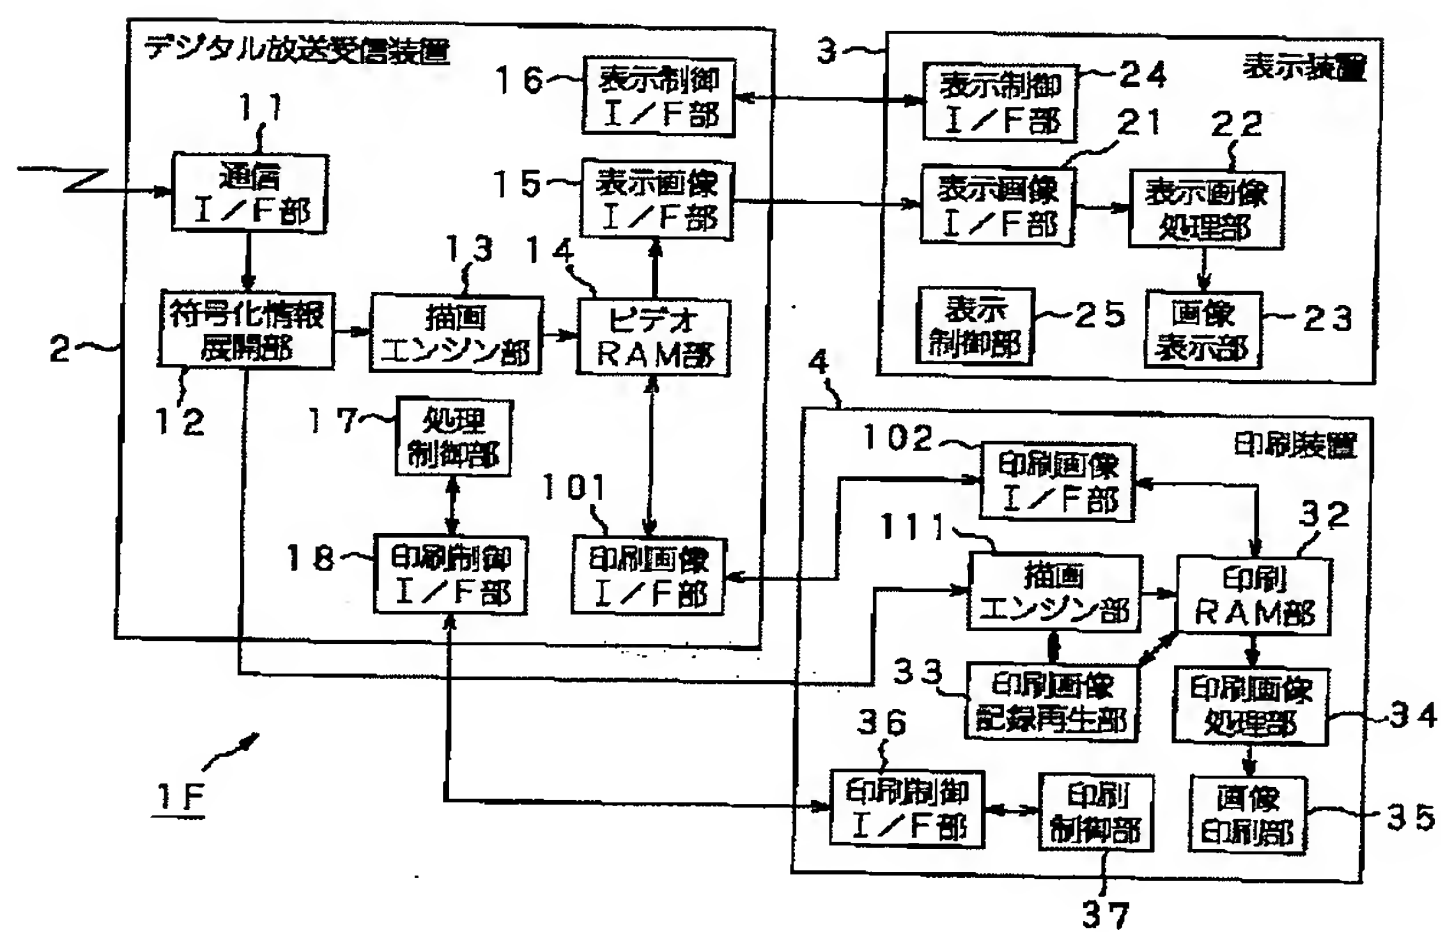 デジタル放送受信装置
11
通信
I/F部
16
表示制御
I/F部
15
表示画像
I/F部
13
14
符号化情報
展開部
描画
エンジン部
ビデオ
RAM部
2
12
17
処理
制御部
101
18
印刷制御
I/F部
印刷画像
I/F部
1F
3
表示装置
24
表示制御
I/F部
21
22
表示画像
I/F部
表示画像
処理部
表示
制御部
25
画像
表示部
23
4
印刷装置
102
印刷画像
I/F部
111
32
描画
エンジン部
印刷
RAM部
33
印刷画像
記録再生部
印刷画像
処理部
34
36
印刷制御
I/F部
印刷
制御部
画像
印刷部
35
37